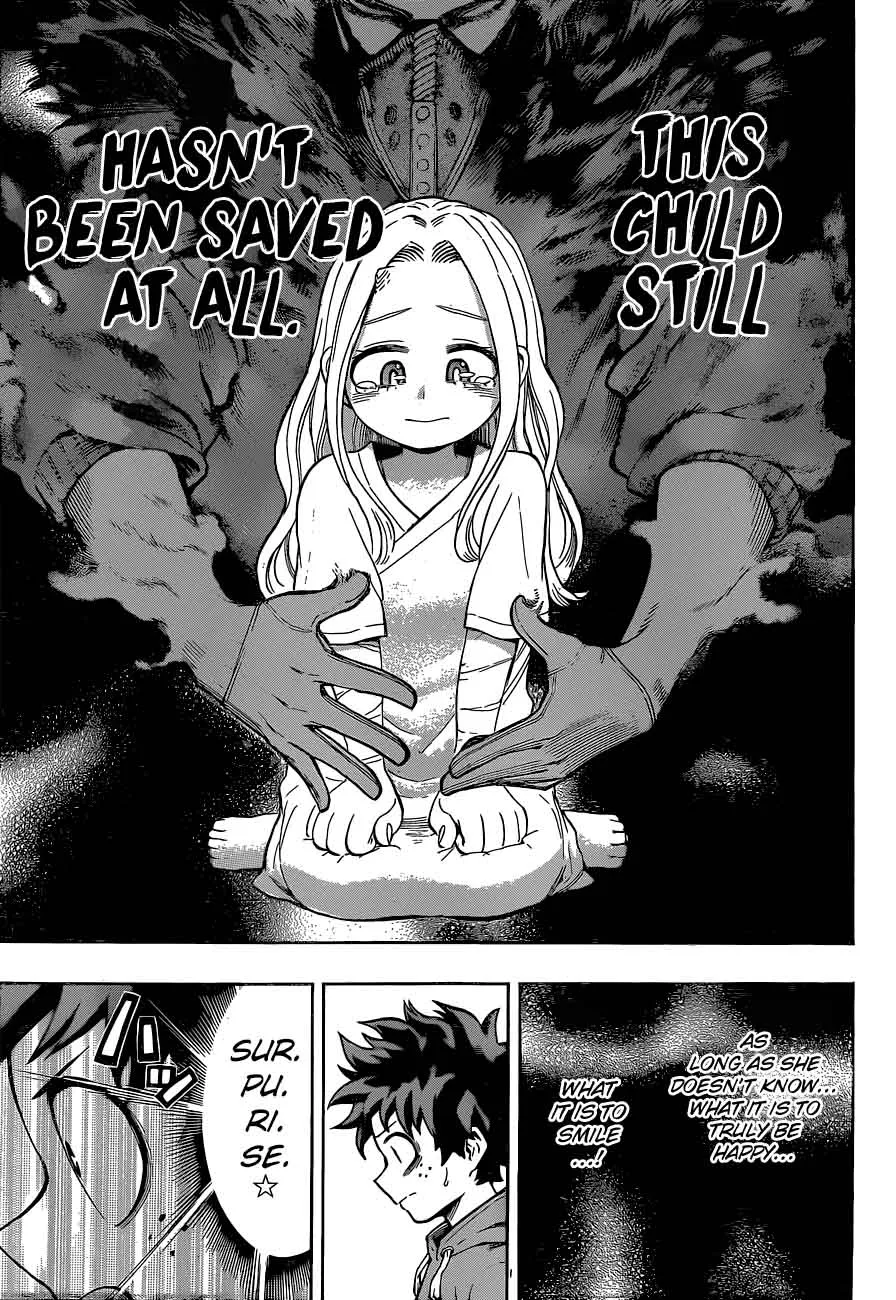 THIS
CHILD
STILL
HASN'T
BEEN SAVED
AT ALL.
AS
LONG AS SHE
DOESN'T KNOW...
WHAT IT IS TO
TRULY BE
HAPPY...
WHAT
IT IS TO
SMILE
...!
SUR.
PU.
RI.
SE.
☆